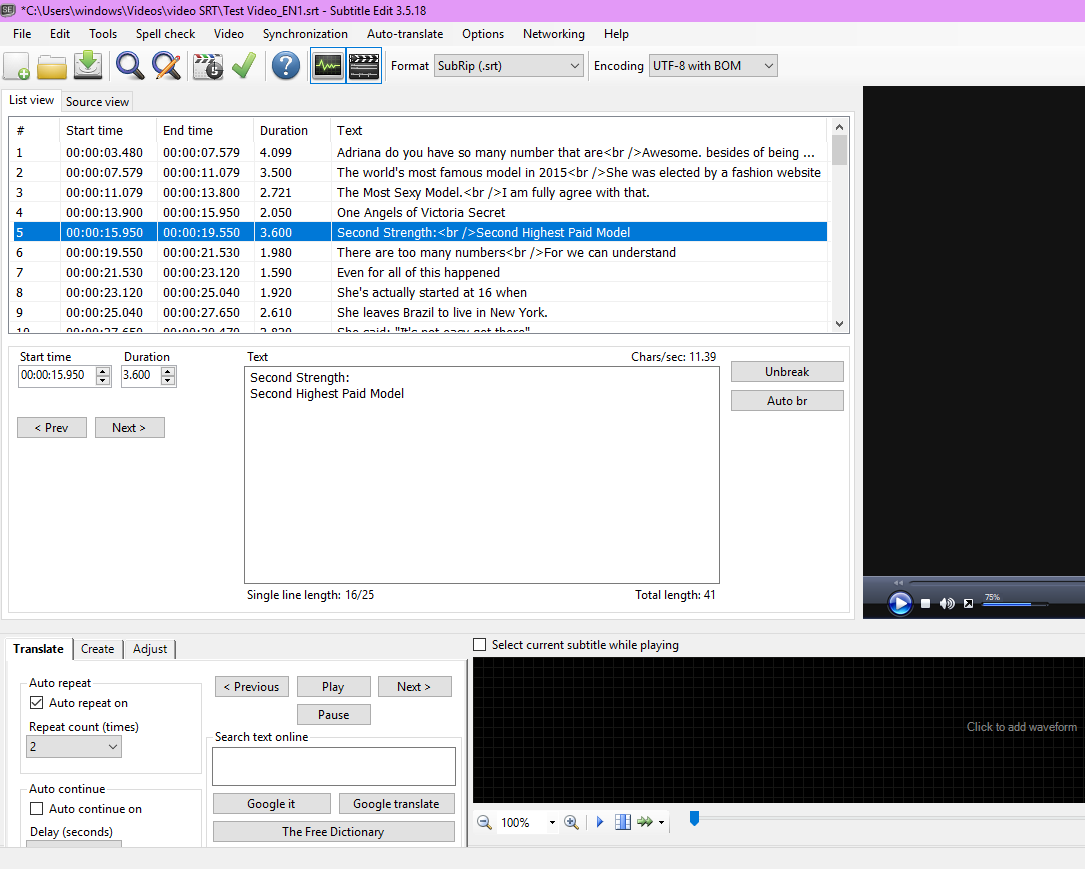 SE *C:\Users\windows\Videos\video SRT\Test Video_EN1.srt - Subtitle Edit 3.5.18
File Edit Tools Spell check Video Synchronization Auto-translate Options Networking Help
Format SubRip (.srt) Encoding UTF-8 with BOM
List view Source view
# Start time End time Duration Text
1 00:00:03.480 00:00:07.579 4.099 Adriana do you have so many number that are<br />Awesome. besides of being ...
2 00:00:07.579 00:00:11.079 3.500 The world's most famous model in 2015<br />She was elected by a fashion website
3 00:00:11.079 00:00:13.800 2.721 The Most Sexy Model.<br />I am fully agree with that.
4 00:00:13.900 00:00:15.950 2.050 One Angels of Victoria Secret
5 00:00:15.950 00:00:19.550 3.600 Second Strength:<br />Second Highest Paid Model
6 00:00:19.550 00:00:21.530 1.980 There are too many numbers<br />For we can understand
7 00:00:21.530 00:00:23.120 1.590 Even for all of this happened
8 00:00:23.120 00:00:25.040 1.920 She's actually started at 16 when
9 00:00:25.040 00:00:27.650 2.610 She leaves Brazil to live in New York.
10 00:00:27.650 00:00:30.470 2.820 She said: "It's not easy get there"
Start time Duration Text Chars/sec: 11.39
00:00:15.950 3.600
Second Strength:
Second Highest Paid Model
Unbreak
Auto br
< Prev Next >
Single line length: 16/25 Total length: 41
75%
Translate Create Adjust
Select current subtitle while playing
Auto repeat
Auto repeat on
Repeat count (times)
2
< Previous Play Next >
Pause
Search text online
Click to add waveform
Auto continue
Auto continue on
Delay (seconds)
Google it Google translate
The Free Dictionary
100%